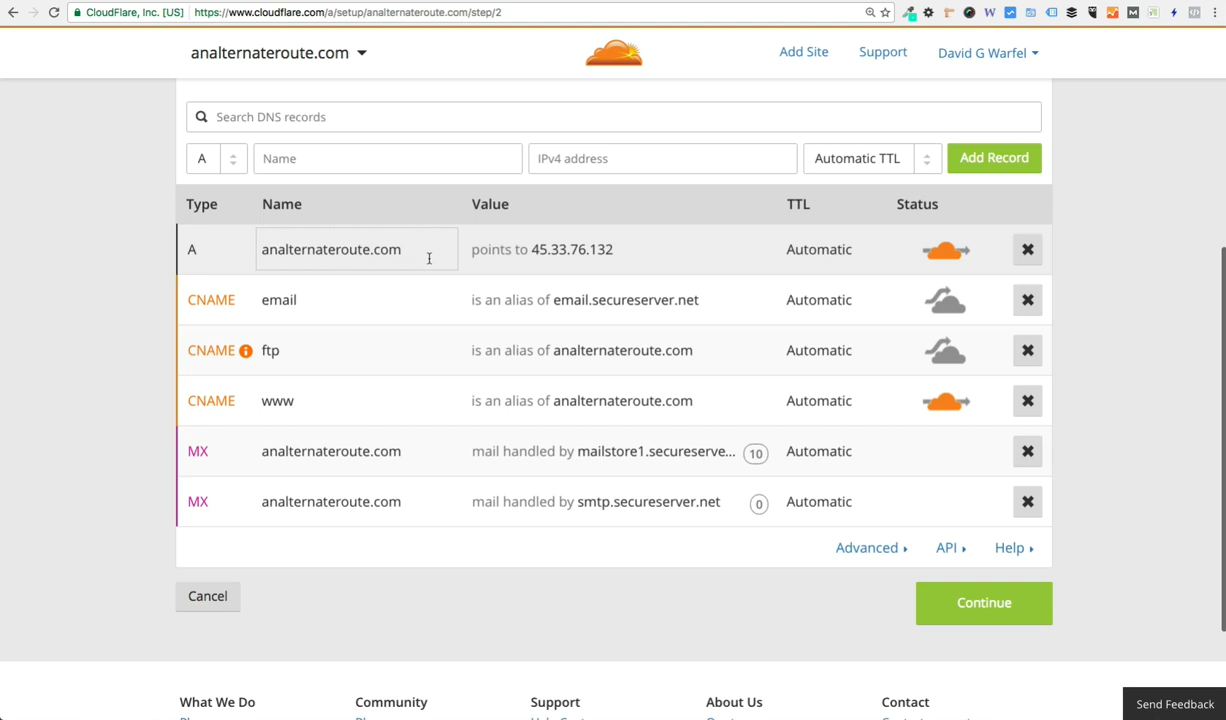 CloudFlare, Inc. [US] https://www.cloudflare.com/a/setup/analternateroute.com/step/2
analternateroute.com Add Site Support David G Warfel
Search DNS records
A Name IPv4 address Automatic TTL Add Record
Type Name Value TTL Status
A analternateroute.com points to 45.33.76.132 Automatic
CNAME email is an alias of email.secureserver.net Automatic
CNAME ftp is an alias of analternateroute.com Automatic
CNAME www is an alias of analternateroute.com Automatic
MX analternateroute.com mail handled by mailstore1.secureserve... 10 Automatic
MX analternateroute.com mail handled by smtp.secureserver.net 0 Automatic
Advanced API Help
Cancel Continue
What We Do Community Support About Us Contact
Send Feedback